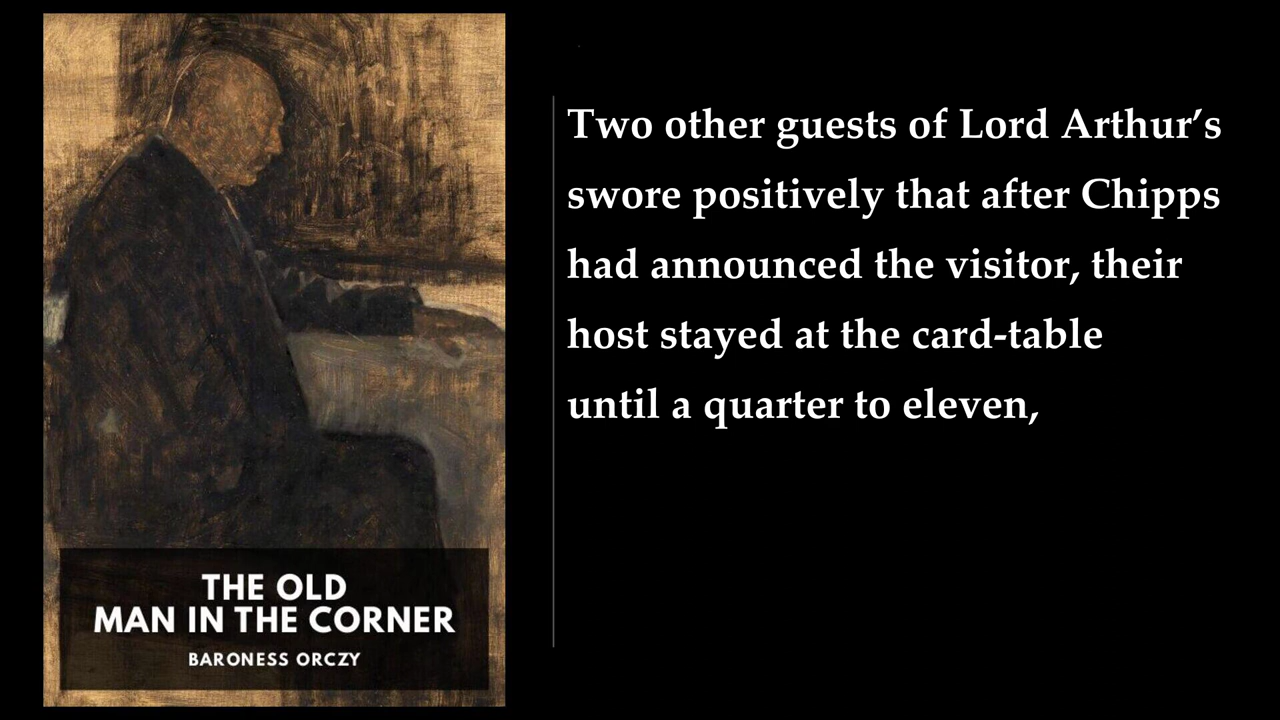 Two other guests of Lord Arthur’s
swore positively that after Chipps
had announced the visitor, their
host stayed at the card-table
until a quarter to eleven,
THE OLD
MAN IN THE CORNER
BARONESS ORCZY